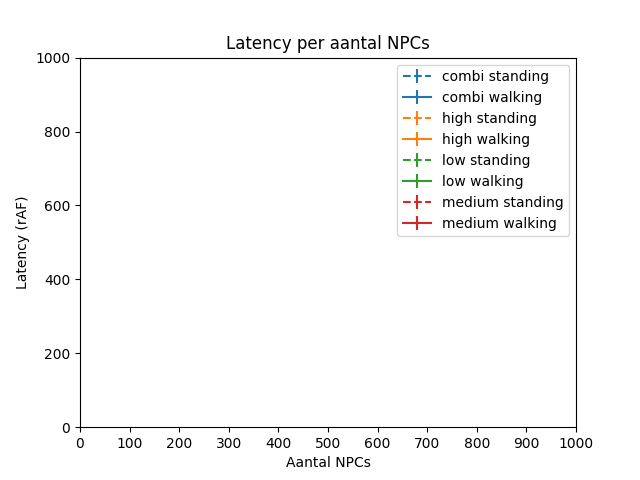 Latency per aantal NPCs
1000
800
600
400
200
0
Latency (rAF)
combi standing
combi walking
high standing
high walking
low standing
low walking
medium standing
medium walking
0 100 200 300 400 500 600 700 800 900 1000
Aantal NPCs